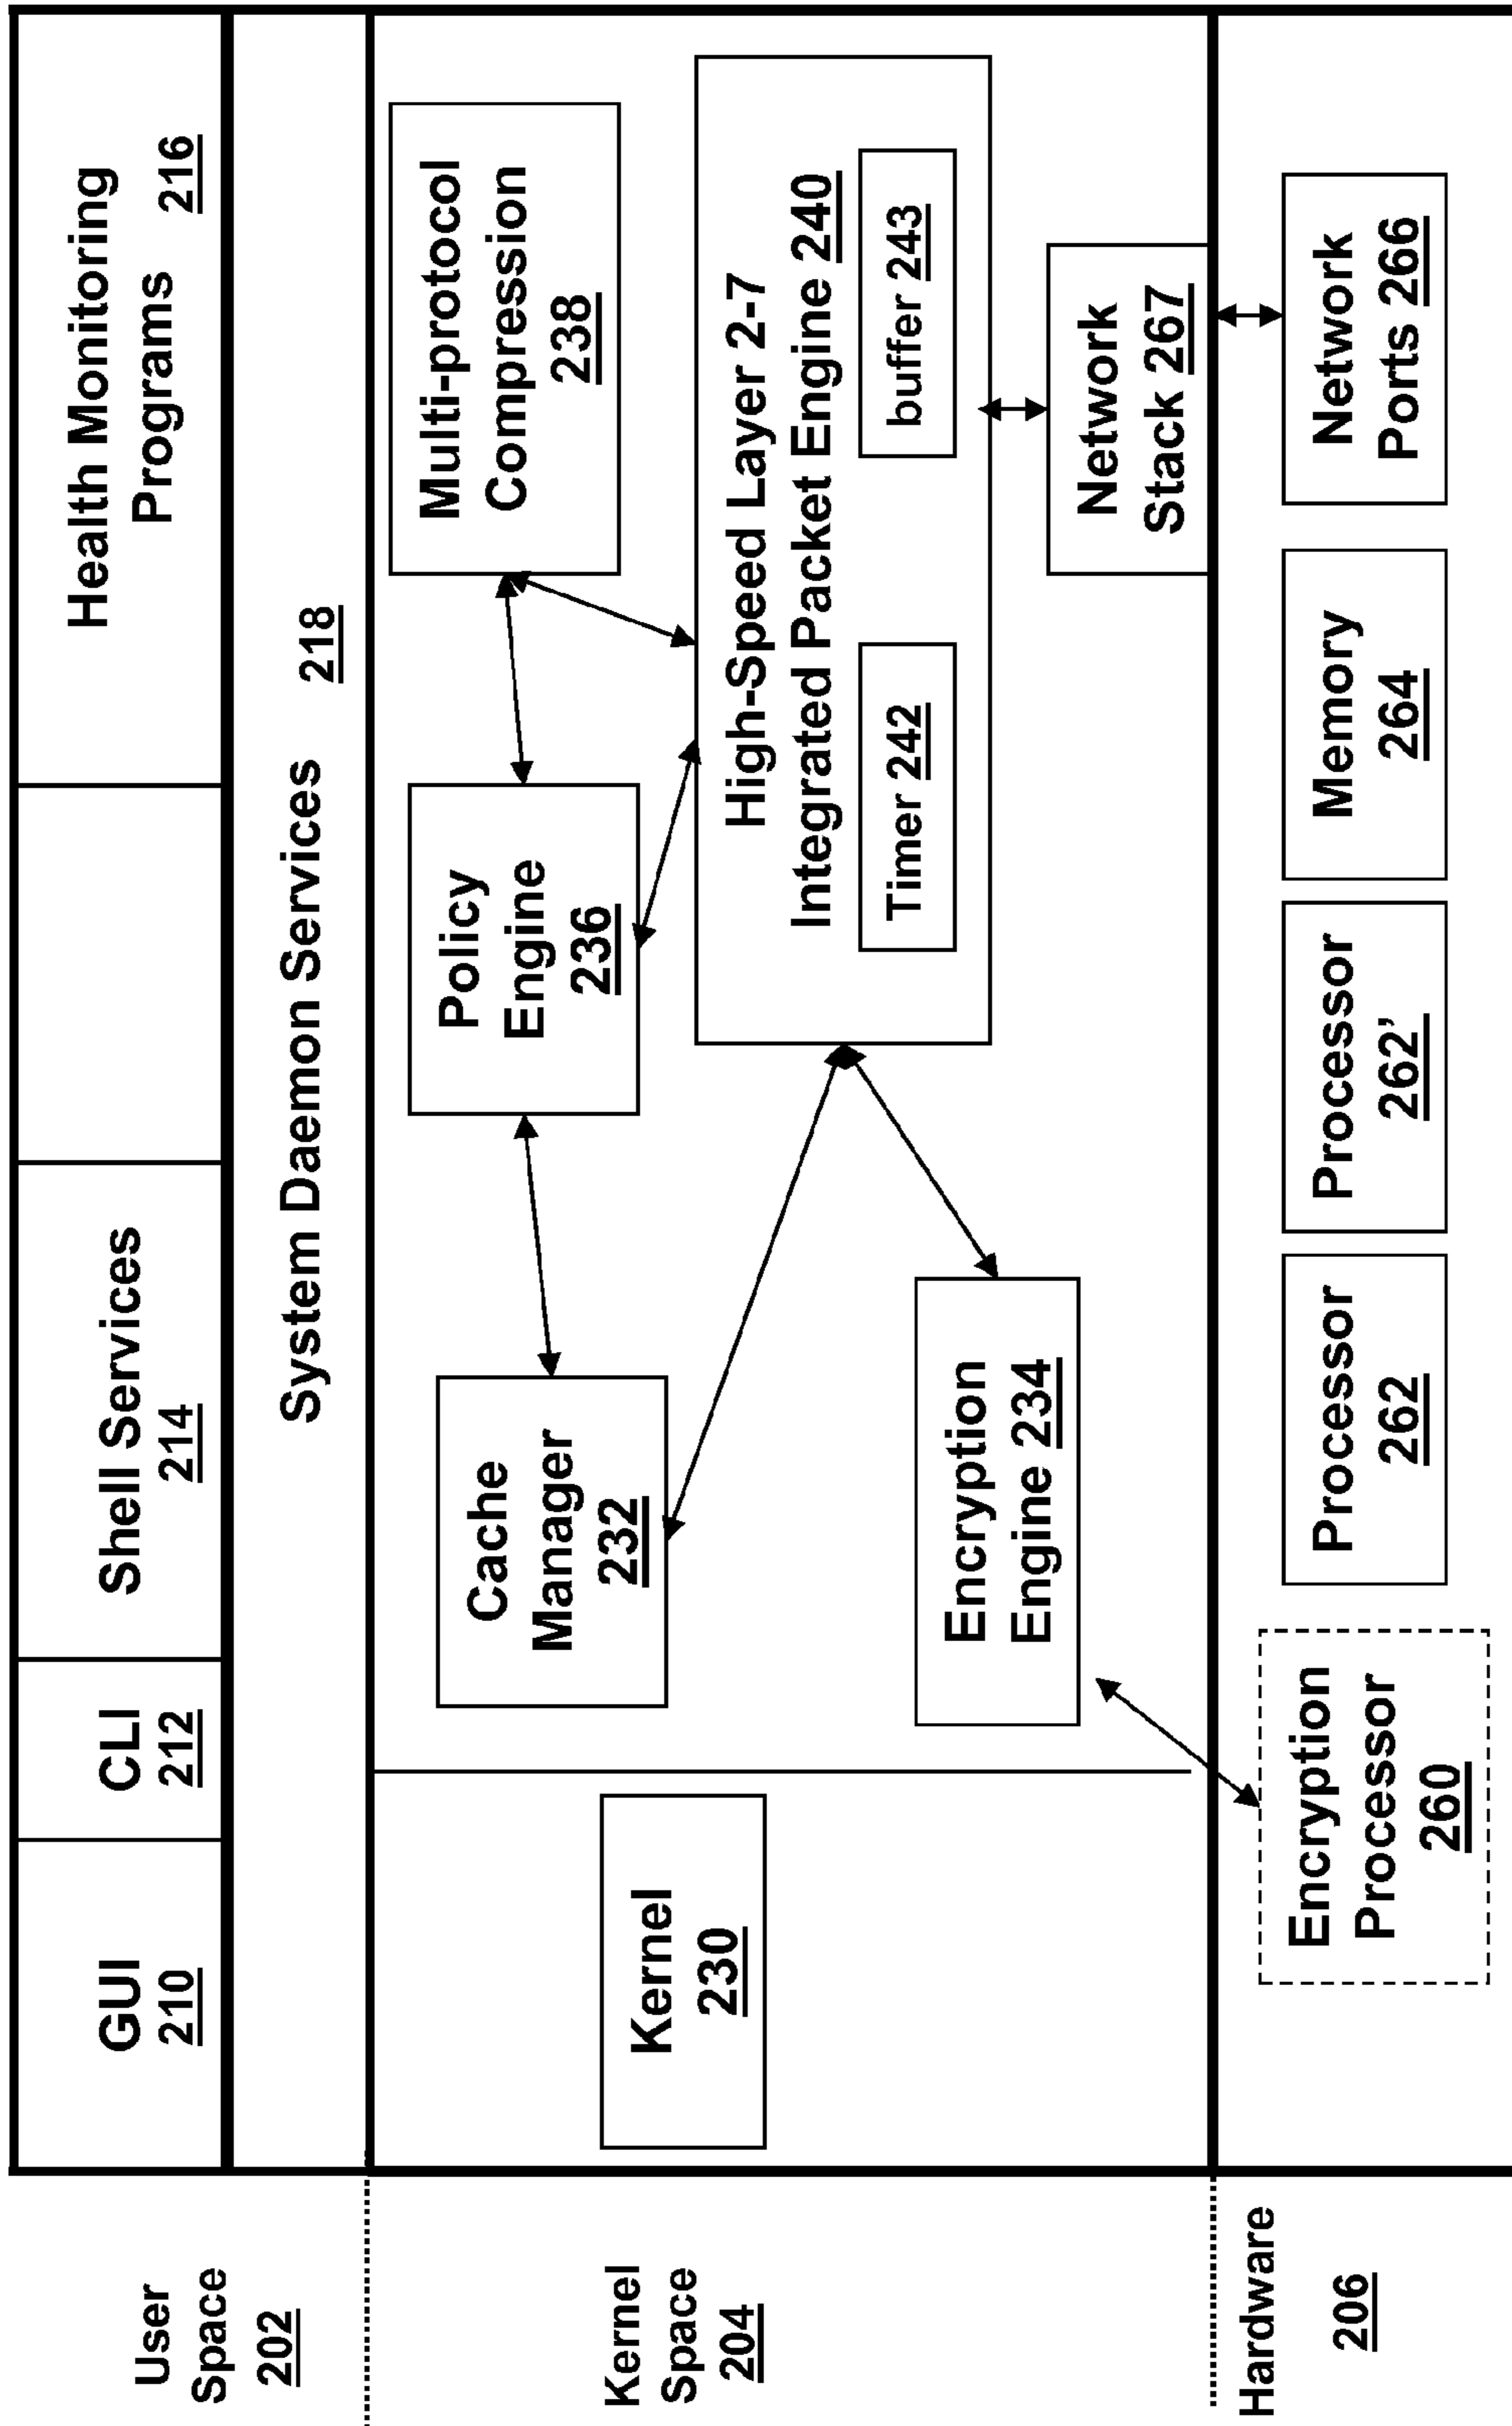 User
Space
202
GUI
210
CLI
212
Shell Services
214
Health Monitoring
Programs 216
System Daemon Services 218
Kernel
Space
204
Kernel
230
Cache
Manager
232
Policy
Engine
236
Multi-protocol
Compression
238
High-Speed Layer 2-7
Integrated Packet Engine 240
Timer 242
buffer 243
Encryption
Engine 234
Network
Stack 267
Hardware
206
Encryption
Processor
260
Processor
262
Processor
262’
Memory
264
Network
Ports 266